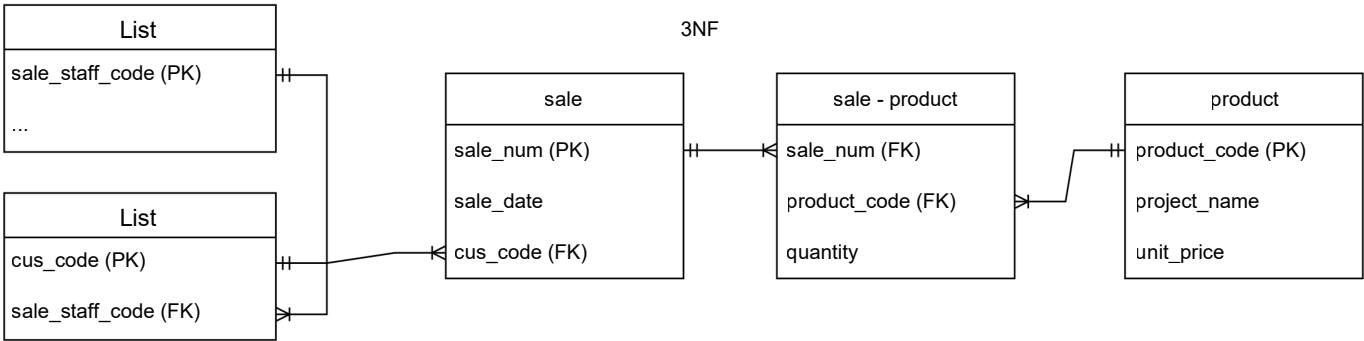 3NF
List
sale_staff_code (PK)
...
List
cus_code (PK)
sale_staff_code (FK)
sale
sale_num (PK)
sale_date
cus_code (FK)
sale - product
sale_num (FK)
product_code (FK)
quantity
product
product_code (PK)
project_name
unit_price